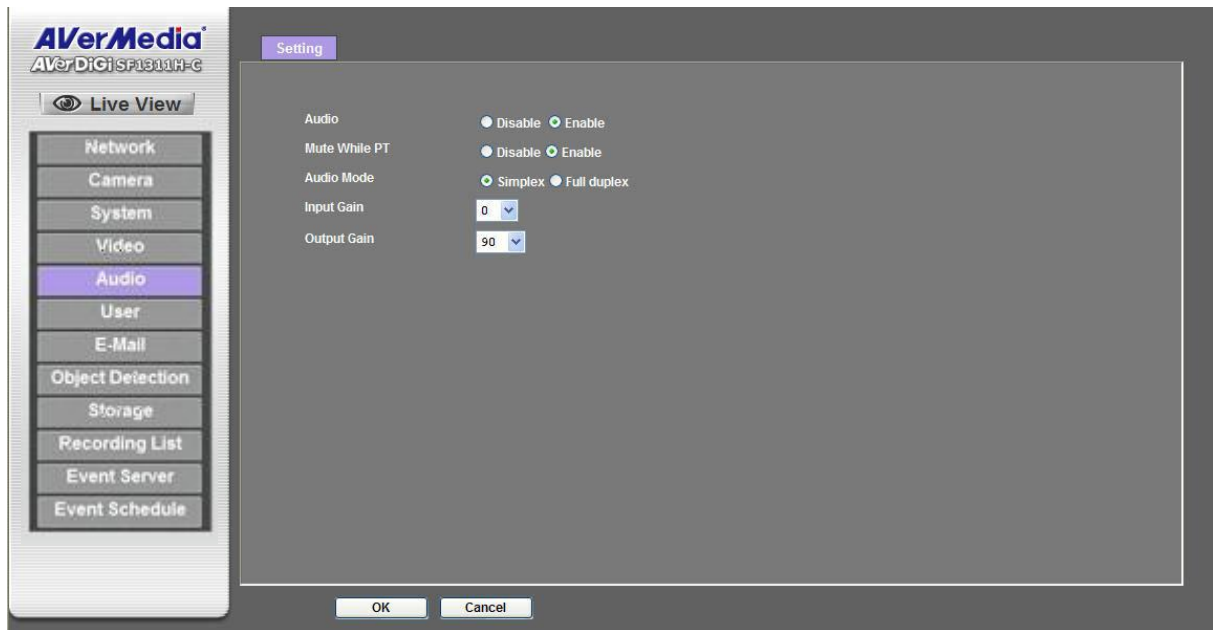 AVerMedia
AVerDiGi SF1311H-C
Live View
Network
Camera
System
Video
Audio
User
E-Mail
Object Detection
Storage
Recording List
Event Server
Event Schedule
Setting
Audio Disable Enable
Mute While PT Disable Enable
Audio Mode Simplex Full duplex
Input Gain 0
Output Gain 90
OK Cancel